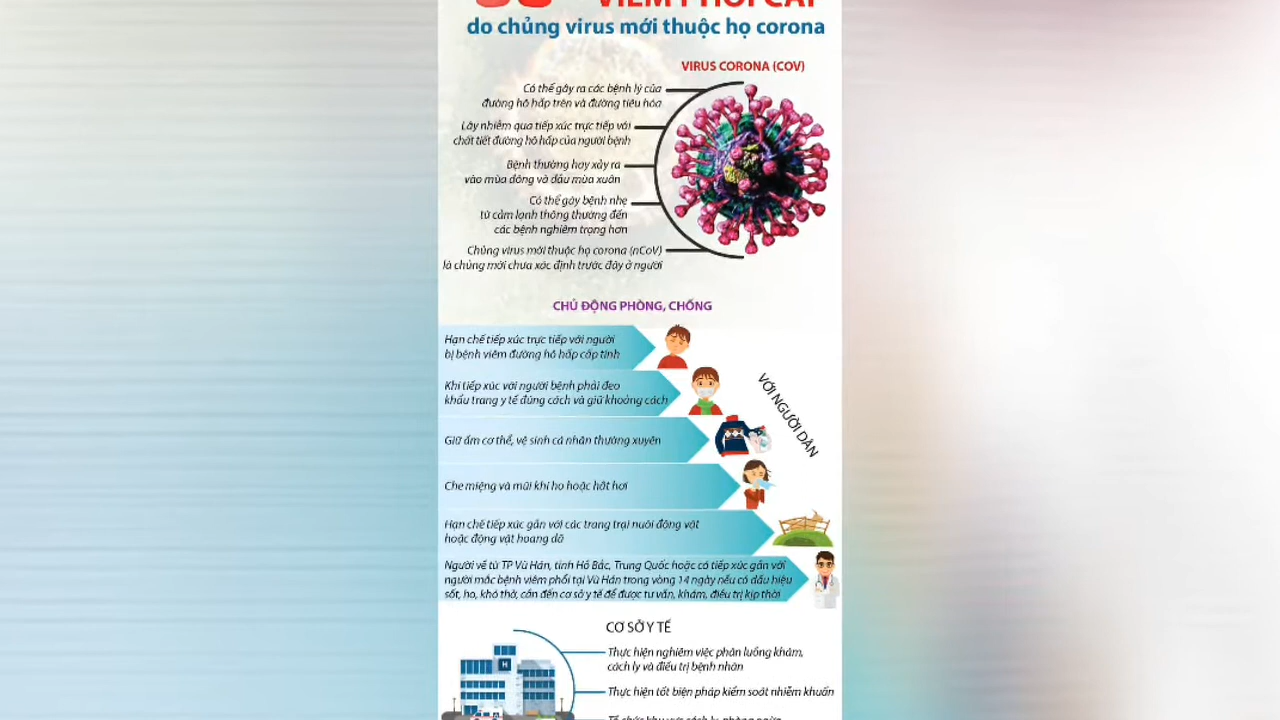 VIÊM PHỔI CẤP
do chủng virus mới thuộc họ corona
VIRUS CORONA (COV)
Có thể gây ra các bệnh lý của
đường hô hấp trên và đường tiêu hóa
Lây nhiễm qua tiếp xúc trực tiếp với
chất tiết đường hô hấp của người bệnh
Bệnh thường hay xảy ra
vào mùa đông và đầu mùa xuân
Có thể gây bệnh nhẹ
từ cảm lạnh thông thường đến
các bệnh nghiêm trọng hơn
Chủng virus mới thuộc họ corona (nCoV)
là chủng mới chưa xác định trước đây ở người
CHỦ ĐỘNG PHÒNG, CHỐNG
Hạn chế tiếp xúc trực tiếp với người
bị bệnh viêm đường hô hấp cấp tính
Khi tiếp xúc với người bệnh phải đeo
khẩu trang y tế đúng cách và giữ khoảng cách
VỚI NGƯỜI DÂN
Giữ ấm cơ thể, vệ sinh cá nhân thường xuyên
Che miệng và mũi khi ho hoặc hắt hơi
Hạn chế tiếp xúc gần với các trang trại nuôi động vật
hoặc động vật hoang dã
Người về từ TP Vũ Hán, tỉnh Hồ Bắc, Trung Quốc hoặc có tiếp xúc gần với
người mắc bệnh viêm phổi tại Vũ Hán trong vòng 14 ngày nếu có dấu hiệu
sốt, ho, khó thở, cần đến cơ sở y tế để được tư vấn, khám, điều trị kịp thời
CƠ SỞ Y TẾ
H
Thực hiện nghiêm việc phân luồng khám,
cách ly và điều trị bệnh nhân
Thực hiện tốt biện pháp kiểm soát nhiễm khuẩn